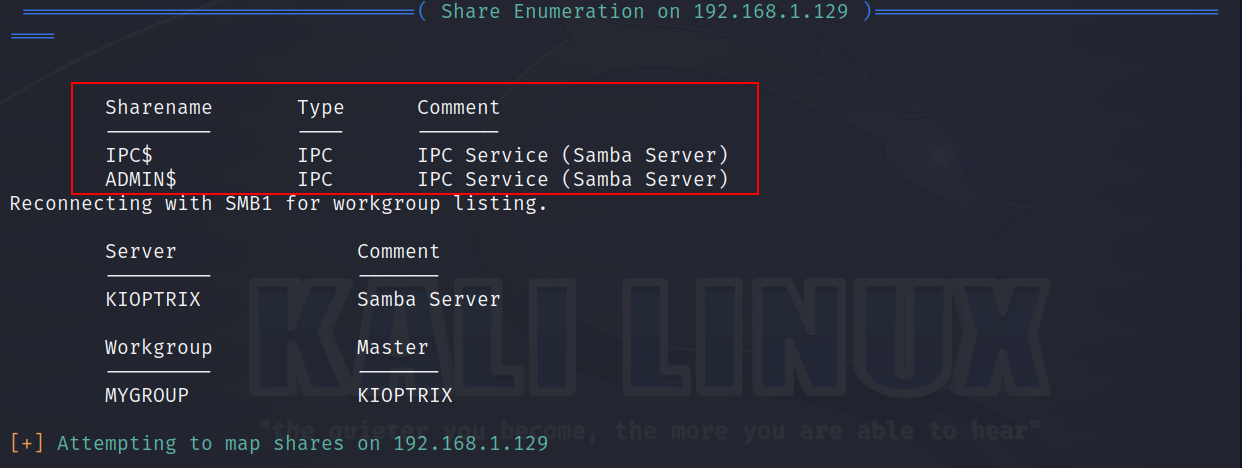 ================================( Share Enumeration on 192.168.1.129 )================================
Sharename Type Comment
--------- ---- -------
IPC$ IPC IPC Service (Samba Server)
ADMIN$ IPC IPC Service (Samba Server)
Reconnecting with SMB1 for workgroup listing.
Server Comment
--------- -------
KIOPTRIX Samba Server
Workgroup Master
--------- -------
MYGROUP KIOPTRIX
KALI LINUX
"the quieter you become, the more you are able to hear"
[+] Attempting to map shares on 192.168.1.129